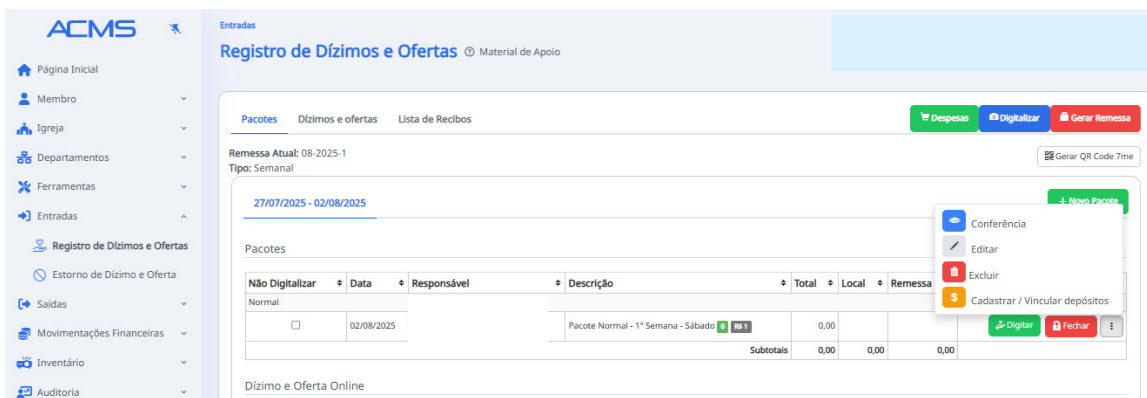 ACMS
Página Inicial
Membro
Igreja
Departamentos
Ferramentas
Entradas
Registro de Dízimos e Ofertas
Estorno de Dízimo e Oferta
Saídas
Movimentações Financeiras
Inventário
Auditoria
Entradas
Registro de Dízimos e Ofertas Material de Apoio
Pacotes Dízimos e ofertas Lista de Recibos Despesas Digitalizar Gerar Remessa
Remessa Atual: 08-2025-1
Tipo: Semanal
Gerar QR Code 7me
27/07/2025 - 02/08/2025
+ Novo Pacote
Conferência
Editar
Excluir
Cadastrar / Vincular depósitos
Pacotes
Não Digitalizar Data Responsável Descrição Total Local Remessa
Normal
02/08/2025 Pacote Normal - 1º Semana - Sábado 0 R$ 1 0,00 Digitar Fechar
Subtotais 0,00 0,00 0,00
Dízimo e Oferta Online